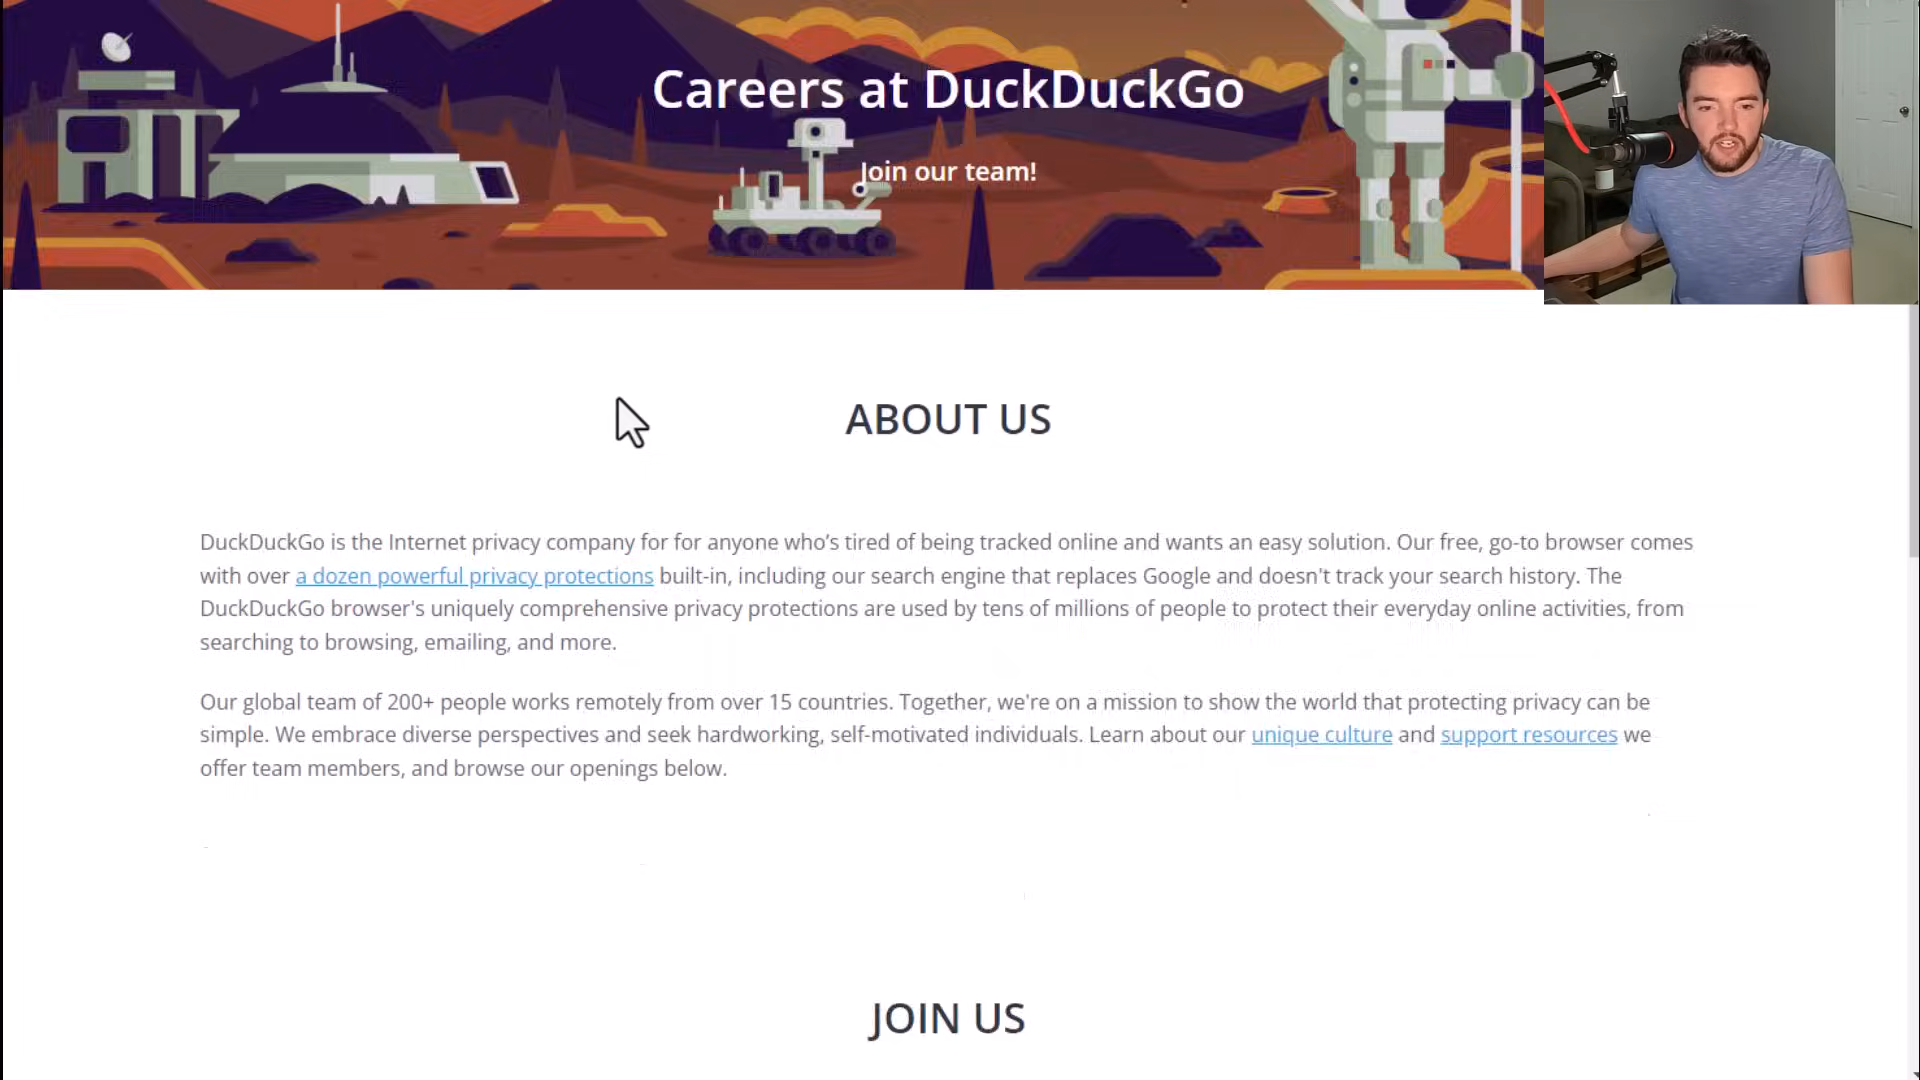 Careers at DuckDuckGo
Join our team!
ABOUT US
DuckDuckGo is the Internet privacy company for for anyone who’s tired of being tracked online and wants an easy solution. Our free, go-to browser comes
with over a dozen powerful privacy protections built-in, including our search engine that replaces Google and doesn't track your search history. The
DuckDuckGo browser's uniquely comprehensive privacy protections are used by tens of millions of people to protect their everyday online activities, from
searching to browsing, emailing, and more.
Our global team of 200+ people works remotely from over 15 countries. Together, we're on a mission to show the world that protecting privacy can be
simple. We embrace diverse perspectives and seek hardworking, self-motivated individuals. Learn about our unique culture and support resources we
offer team members, and browse our openings below.
JOIN US